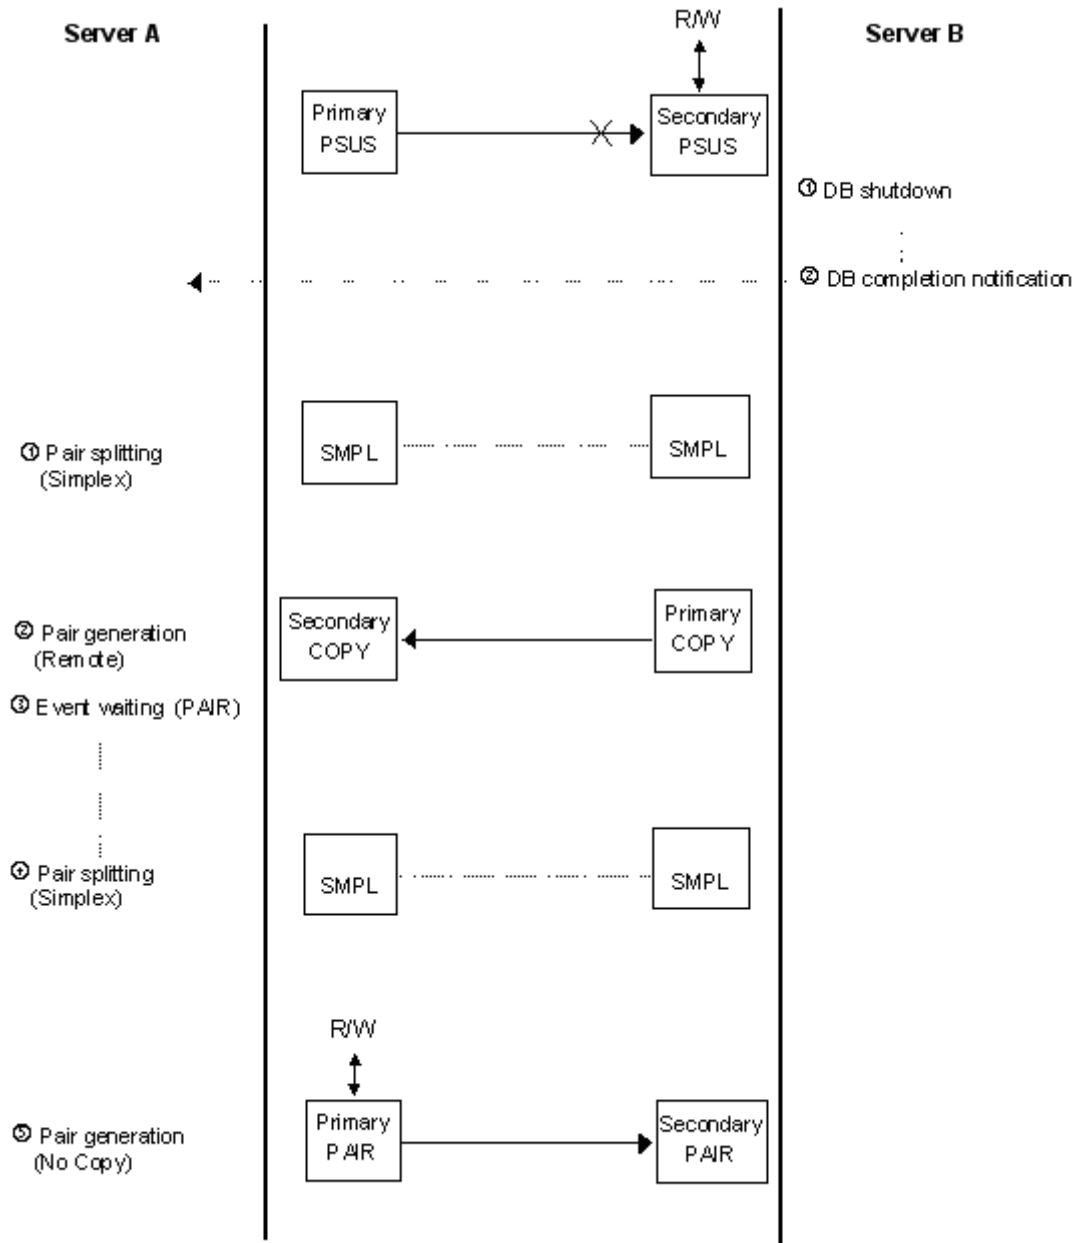 Server A
R/W
Server B
Primary
PSUS
Secondary
PSUS
① DB shutdown
② DB completion notification
① Pair splitting
(Simplex)
SMPL
SMPL
② Pair generation
(Remote)
Secondary
COPY
Primary
COPY
③ Event waiting (PAIR)
④ Pair splitting
(Simplex)
SMPL
SMPL
R/W
⑤ Pair generation
(No Copy)
Primary
PAIR
Secondary
PAIR